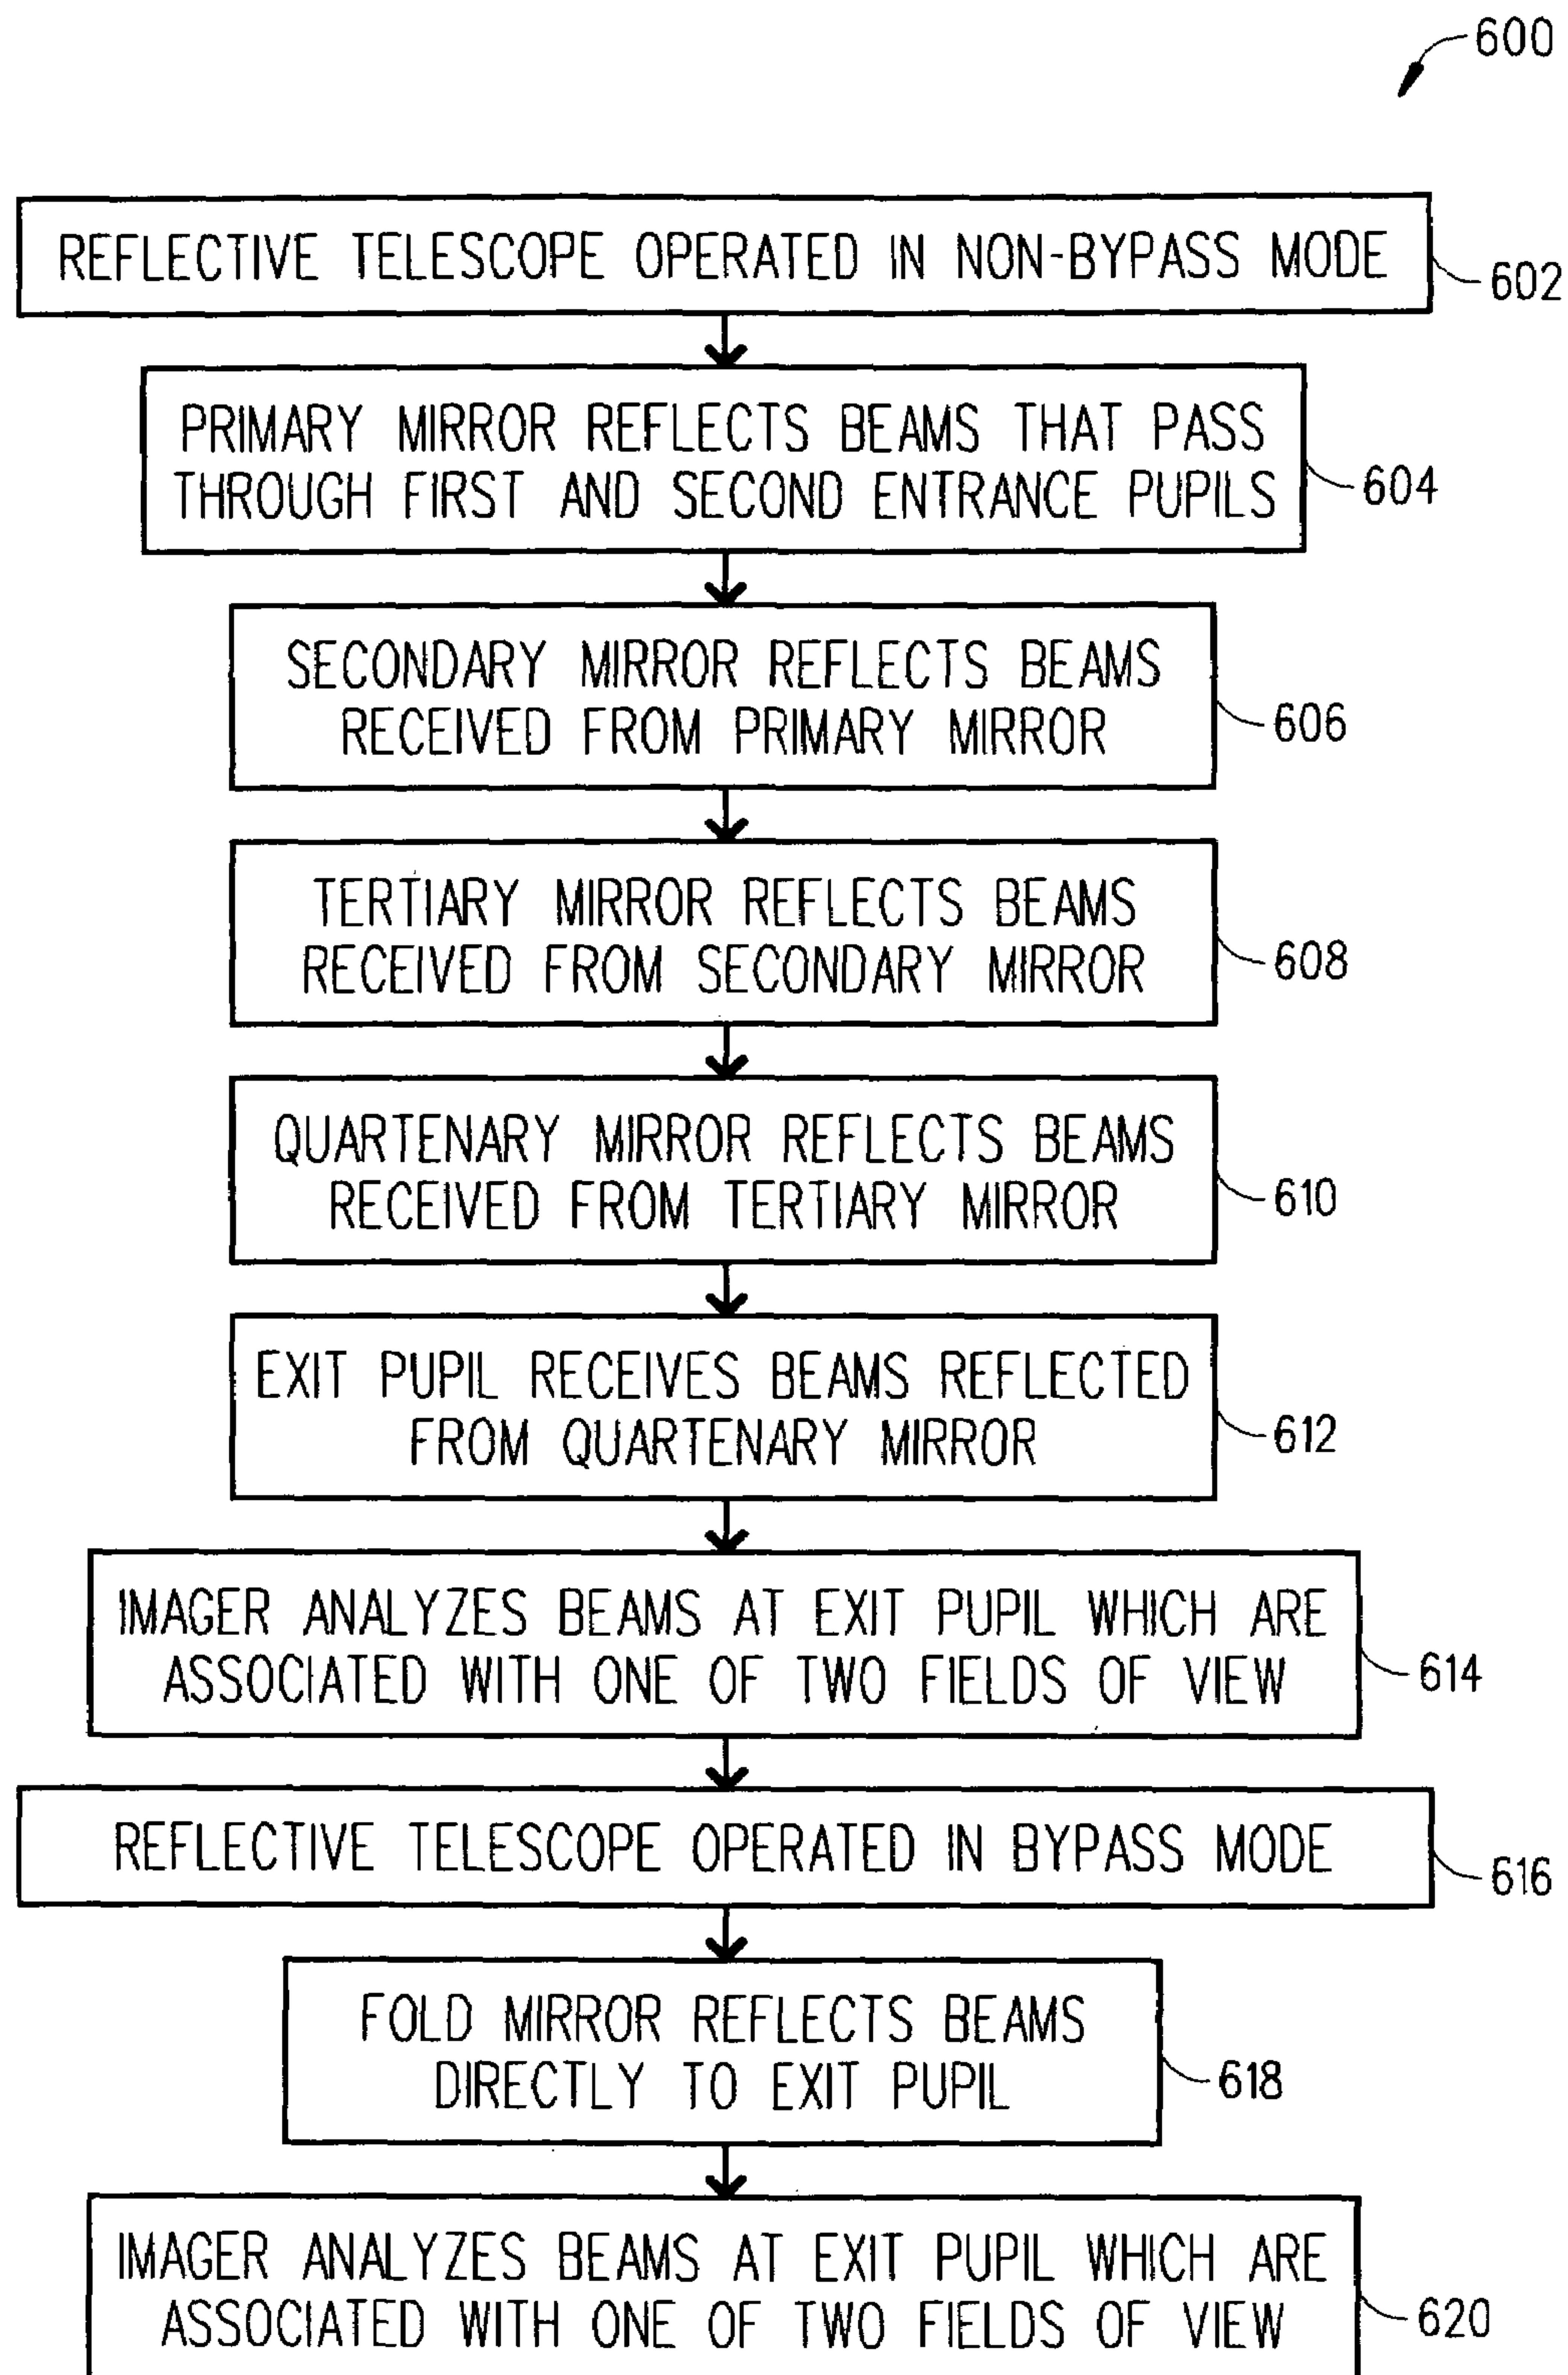 600
REFLECTIVE TELESCOPE OPERATED IN NON-BYPASS MODE
602
PRIMARY MIRROR REFLECTS BEAMS THAT PASS
THROUGH FIRST AND SECOND ENTRANCE PUPILS
604
SECONDARY MIRROR REFLECTS BEAMS
RECEIVED FROM PRIMARY MIRROR
606
TERTIARY MIRROR REFLECTS BEAMS
RECEIVED FROM SECONDARY MIRROR
608
QUARTENARY MIRROR REFLECTS BEAMS
RECEIVED FROM TERTIARY MIRROR
610
EXIT PUPIL RECEIVES BEAMS REFLECTED
FROM QUARTENARY MIRROR
612
IMAGER ANALYZES BEAMS AT EXIT PUPIL WHICH ARE
ASSOCIATED WITH ONE OF TWO FIELDS OF VIEW
614
REFLECTIVE TELESCOPE OPERATED IN BYPASS MODE
616
FOLD MIRROR REFLECTS BEAMS
DIRECTLY TO EXIT PUPIL
618
IMAGER ANALYZES BEAMS AT EXIT PUPIL WHICH ARE
ASSOCIATED WITH ONE OF TWO FIELDS OF VIEW
620